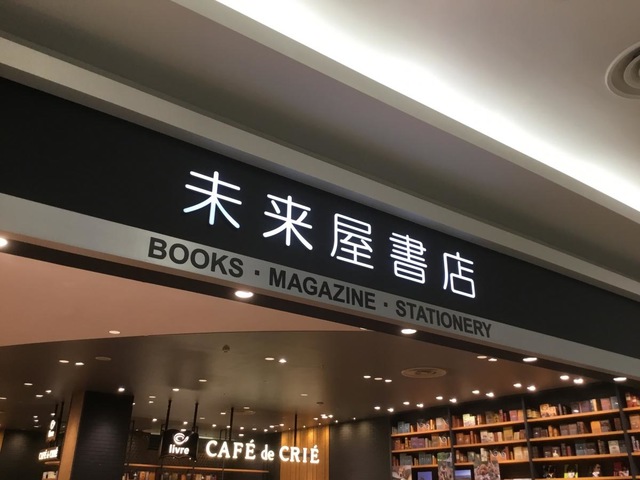 未来屋書店
BOOKS · MAGAZINE · STATIONERY
livre
CAFÉ de CRIÉ